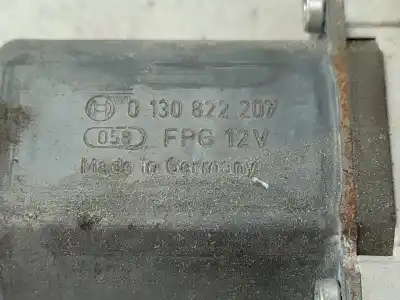 0 130 822 207
058 FPG 12V
Made in Germany